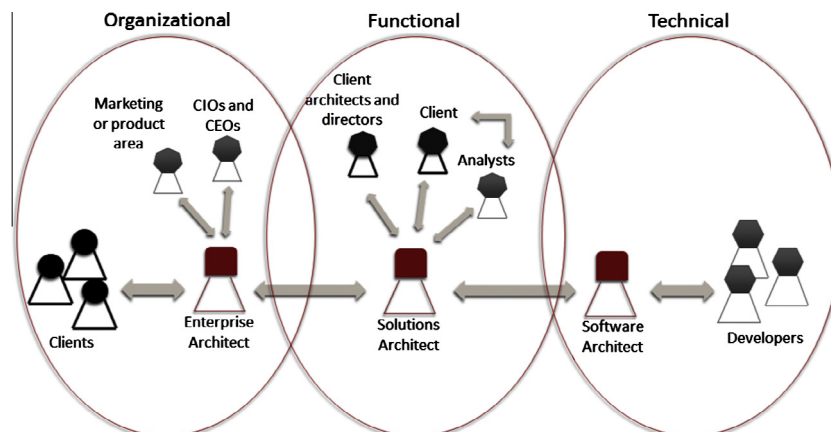 Organizational
Functional
Technical
Marketing
or product
area
CIOs and
CEOs
Client
architects and
directors
Client
Analysts
Clients
Enterprise
Architect
Solutions
Architect
Software
Architect
Developers